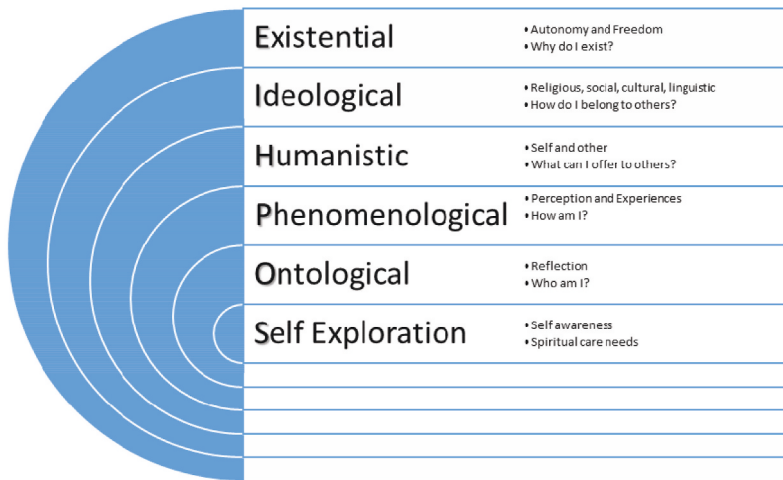 Existential
• Autonomy and Freedom
• Why do I exist?
Ideological
• Religious, social, cultural, linguistic
• How do I belong to others?
Humanistic
• Self and other
• What can I offer to others?
Phenomenological
• Perception and Experiences
• How am I?
Ontological
• Reflection
• Who am I?
Self Exploration
• Self awareness
• Spiritual care needs